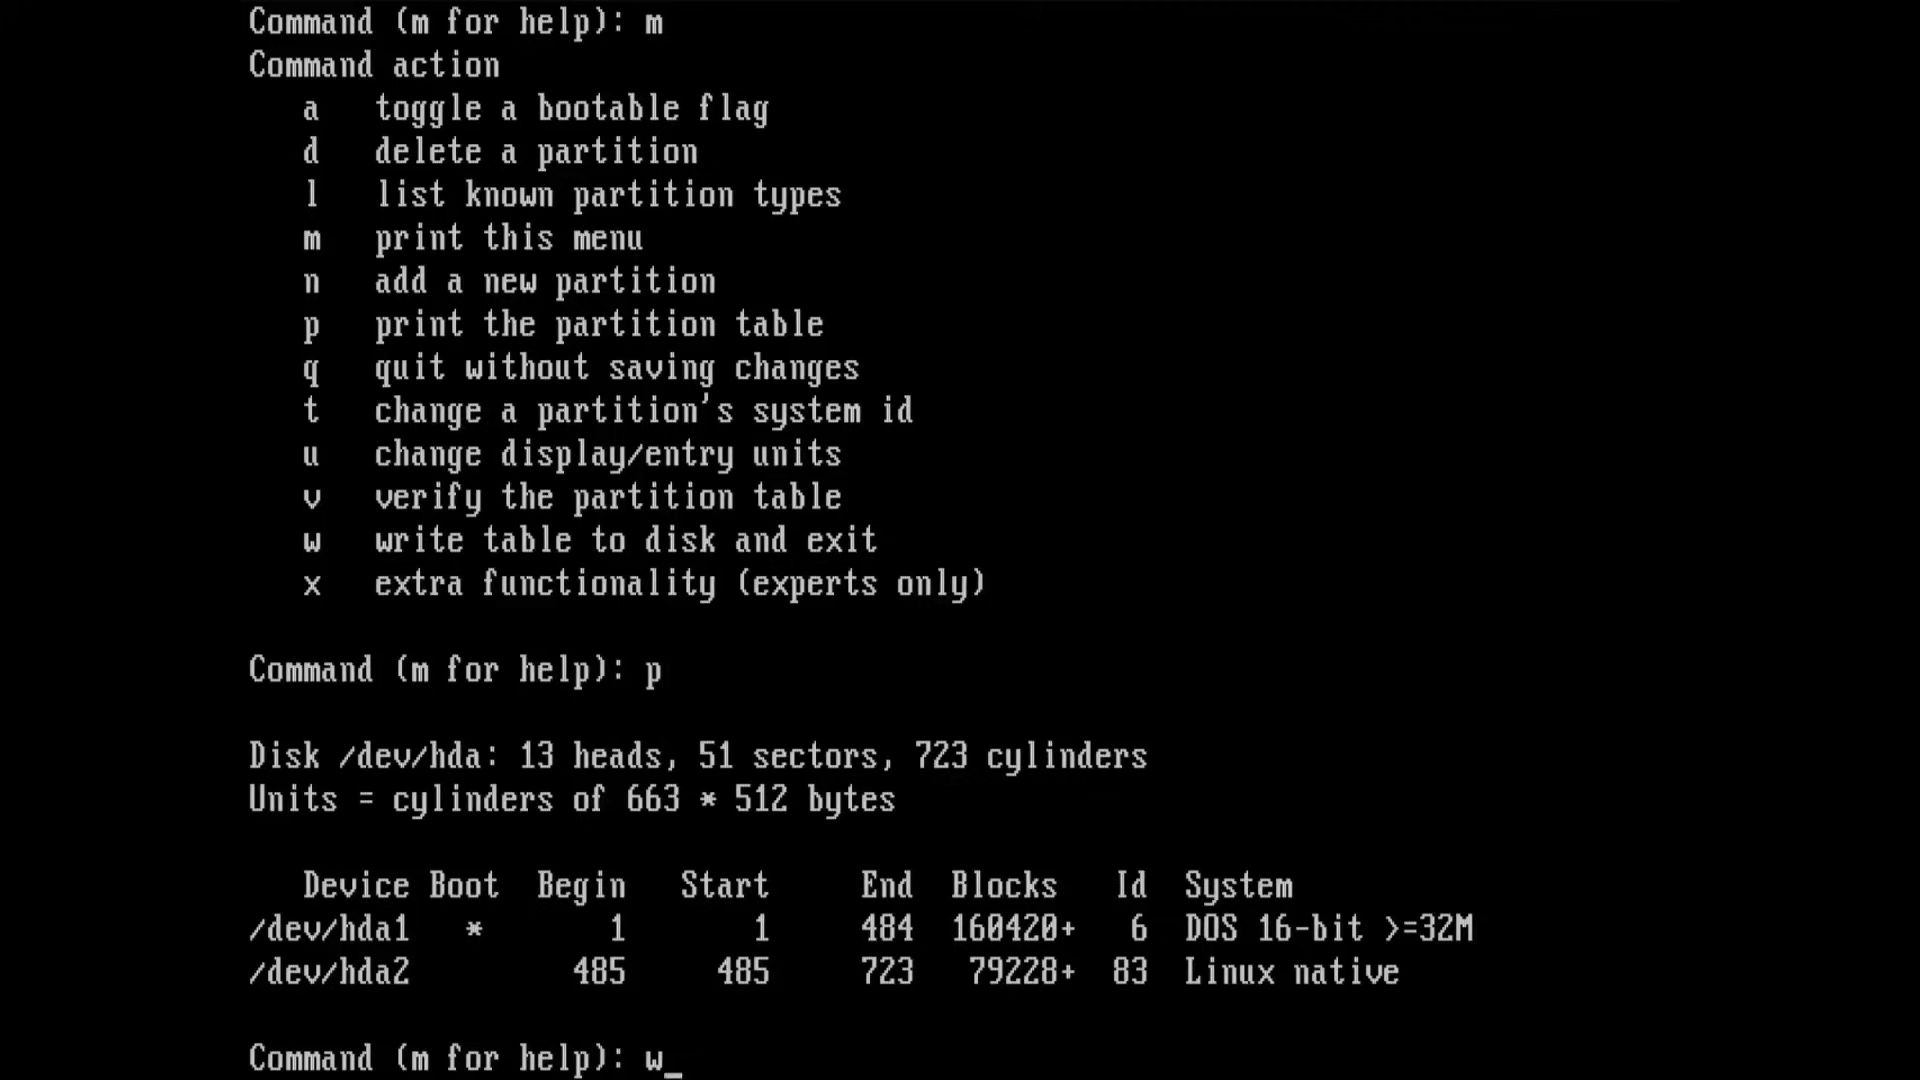 Command (m for help): m
Command action
   a   toggle a bootable flag
   d   delete a partition
   l   list known partition types
   m   print this menu
   n   add a new partition
   p   print the partition table
   q   quit without saving changes
   t   change a partition's system id
   u   change display/entry units
   v   verify the partition table
   w   write table to disk and exit
   x   extra functionality (experts only)

Command (m for help): p

Disk /dev/hda: 13 heads, 51 sectors, 723 cylinders
Units = cylinders of 663 * 512 bytes

   Device Boot  Begin   Start     End  Blocks   Id  System
/dev/hda1   *       1       1     484  160420+   6  DOS 16-bit >=32M
/dev/hda2         485     485     723   79228+  83  Linux native

Command (m for help): w_